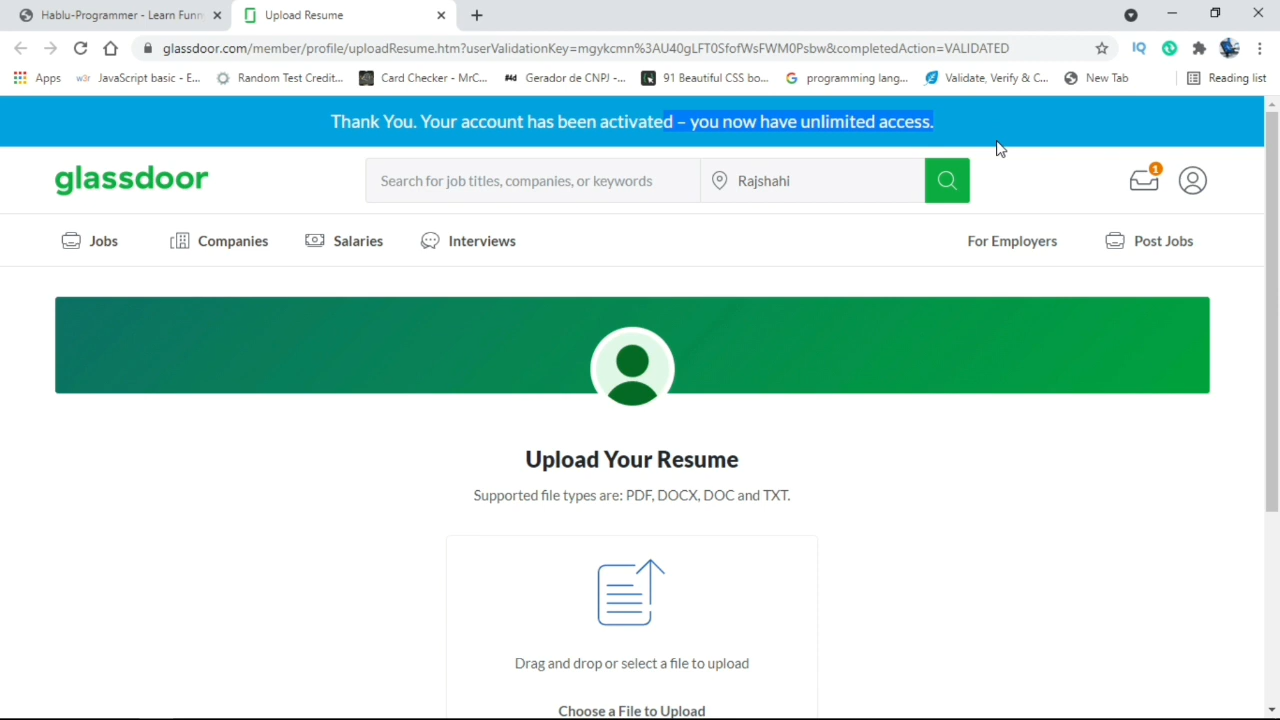 Hablu-Programmer - Learn Funn
Upload Resume
glassdoor.com/member/profile/uploadResume.htm?userValidationKey=mgykcmn%3AU40gLFT03fofWsFWM0Psbw&completedAction=VALIDATED
IQ
Apps
JavaScript basic - E...
Random Test Credit...
Card Checker - MrC...
Gerador de CNPJ -...
91 Beautiful CSS bo...
programming lang...
Validate, Verify & C...
New Tab
Reading list
Thank You. Your account has been activated – you now have unlimited access.
glassdoor
Search for job titles, companies, or keywords
Rajshahi
1
Jobs
Companies
Salaries
Interviews
For Employers
Post Jobs
Upload Your Resume
Supported file types are: PDF, DOCX, DOC and TXT.
Drag and drop or select a file to upload
Choose a File to Upload